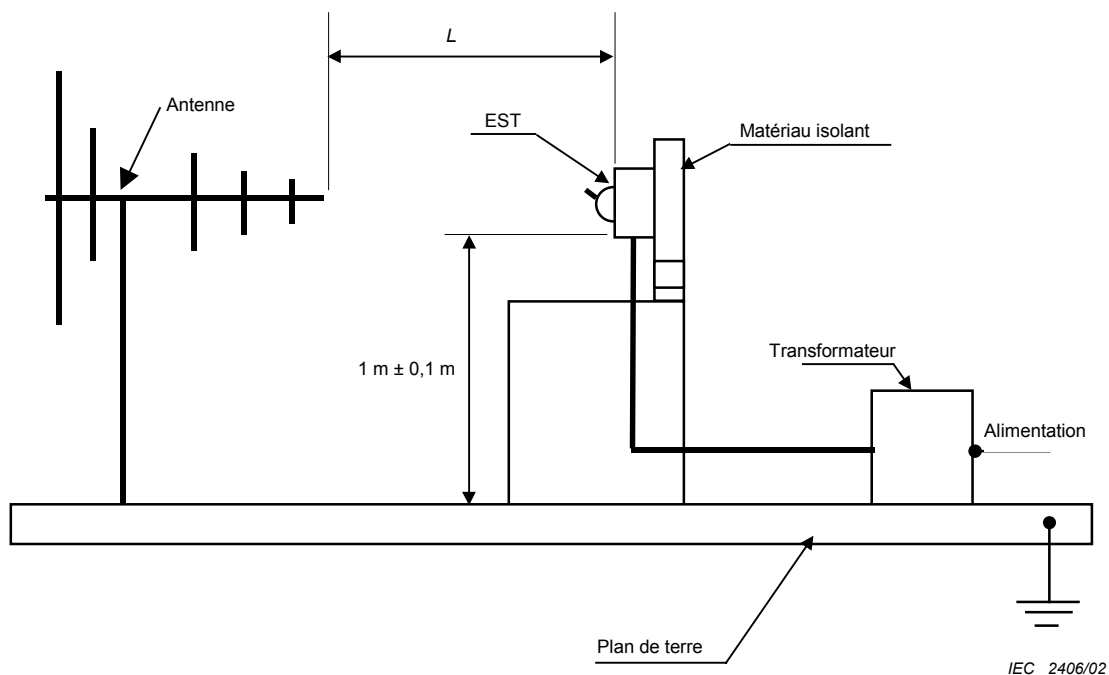 L
Antenne
EST
Matériau isolant
1 m ± 0,1 m
Transformateur
Alimentation
Plan de terre
IEC 2406/02